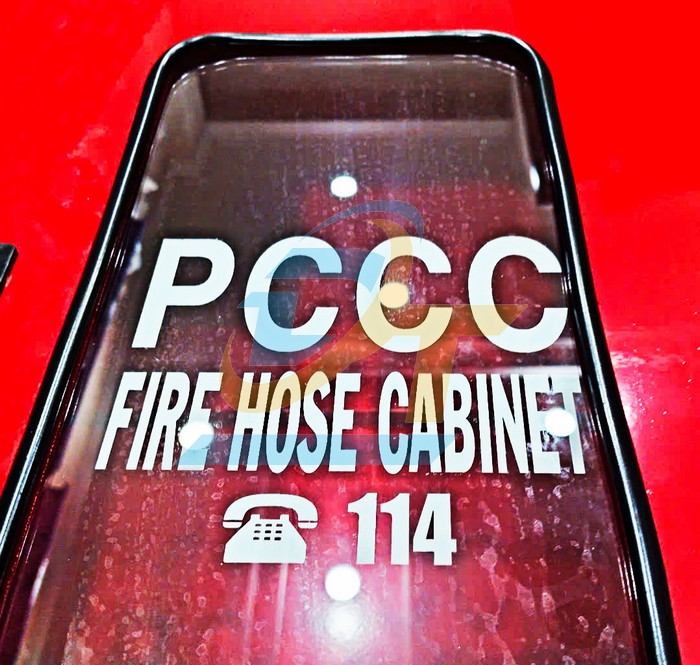 PCCC
FIRE HOSE CABINET
☎ 114